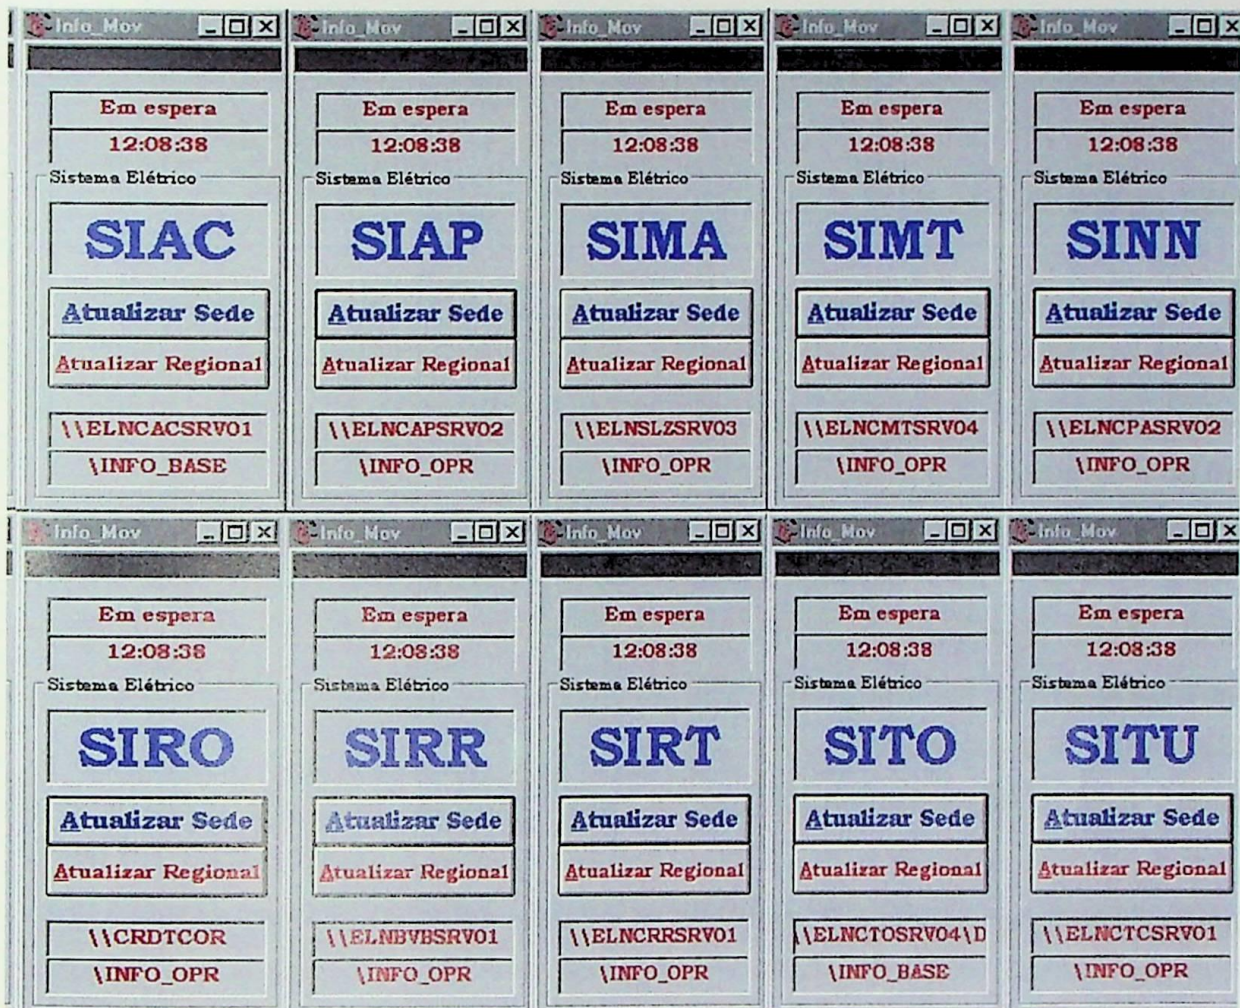 Info_Mov
Em espera
12:08:38
Sistema Elétrico
SIAC
Atualizar Sede
Atualizar Regional
\\ELNCACSRV01
\INFO_BASE
Info_Mov
Em espera
12:08:38
Sistema Elétrico
SIAP
Atualizar Sede
Atualizar Regional
\\ELNCAPSRV02
\INFO_OPR
Info_Mov
Em espera
12:08:38
Sistema Elétrico
SIMA
Atualizar Sede
Atualizar Regional
\\ELNSLZSRV03
\INFO_OPR
Info_Mov
Em espera
12:08:38
Sistema Elétrico
SIMT
Atualizar Sede
Atualizar Regional
\\ELNCMTSRV04
\INFO_OPR
Info_Mov
Em espera
12:08:38
Sistema Elétrico
SINN
Atualizar Sede
Atualizar Regional
\\ELNCPASRV02
\INFO_OPR
Info_Mov
Em espera
12:08:38
Sistema Elétrico
SIRO
Atualizar Sede
Atualizar Regional
\\CRDTCOR
\INFO_OPR
Info_Mov
Em espera
12:08:38
Sistema Elétrico
SIRR
Atualizar Sede
Atualizar Regional
\\ELNBVBSRV01
\INFO_OPR
Info_Mov
Em espera
12:08:38
Sistema Elétrico
SIRT
Atualizar Sede
Atualizar Regional
\\ELNCRRSRV01
\INFO_OPR
Info_Mov
Em espera
12:08:38
Sistema Elétrico
SITO
Atualizar Sede
Atualizar Regional
\\ELNCTOSRV04\D
\INFO_BASE
Info_Mov
Em espera
12:08:38
Sistema Elétrico
SITU
Atualizar Sede
Atualizar Regional
\\ELNCTCSRV01
\INFO_OPR